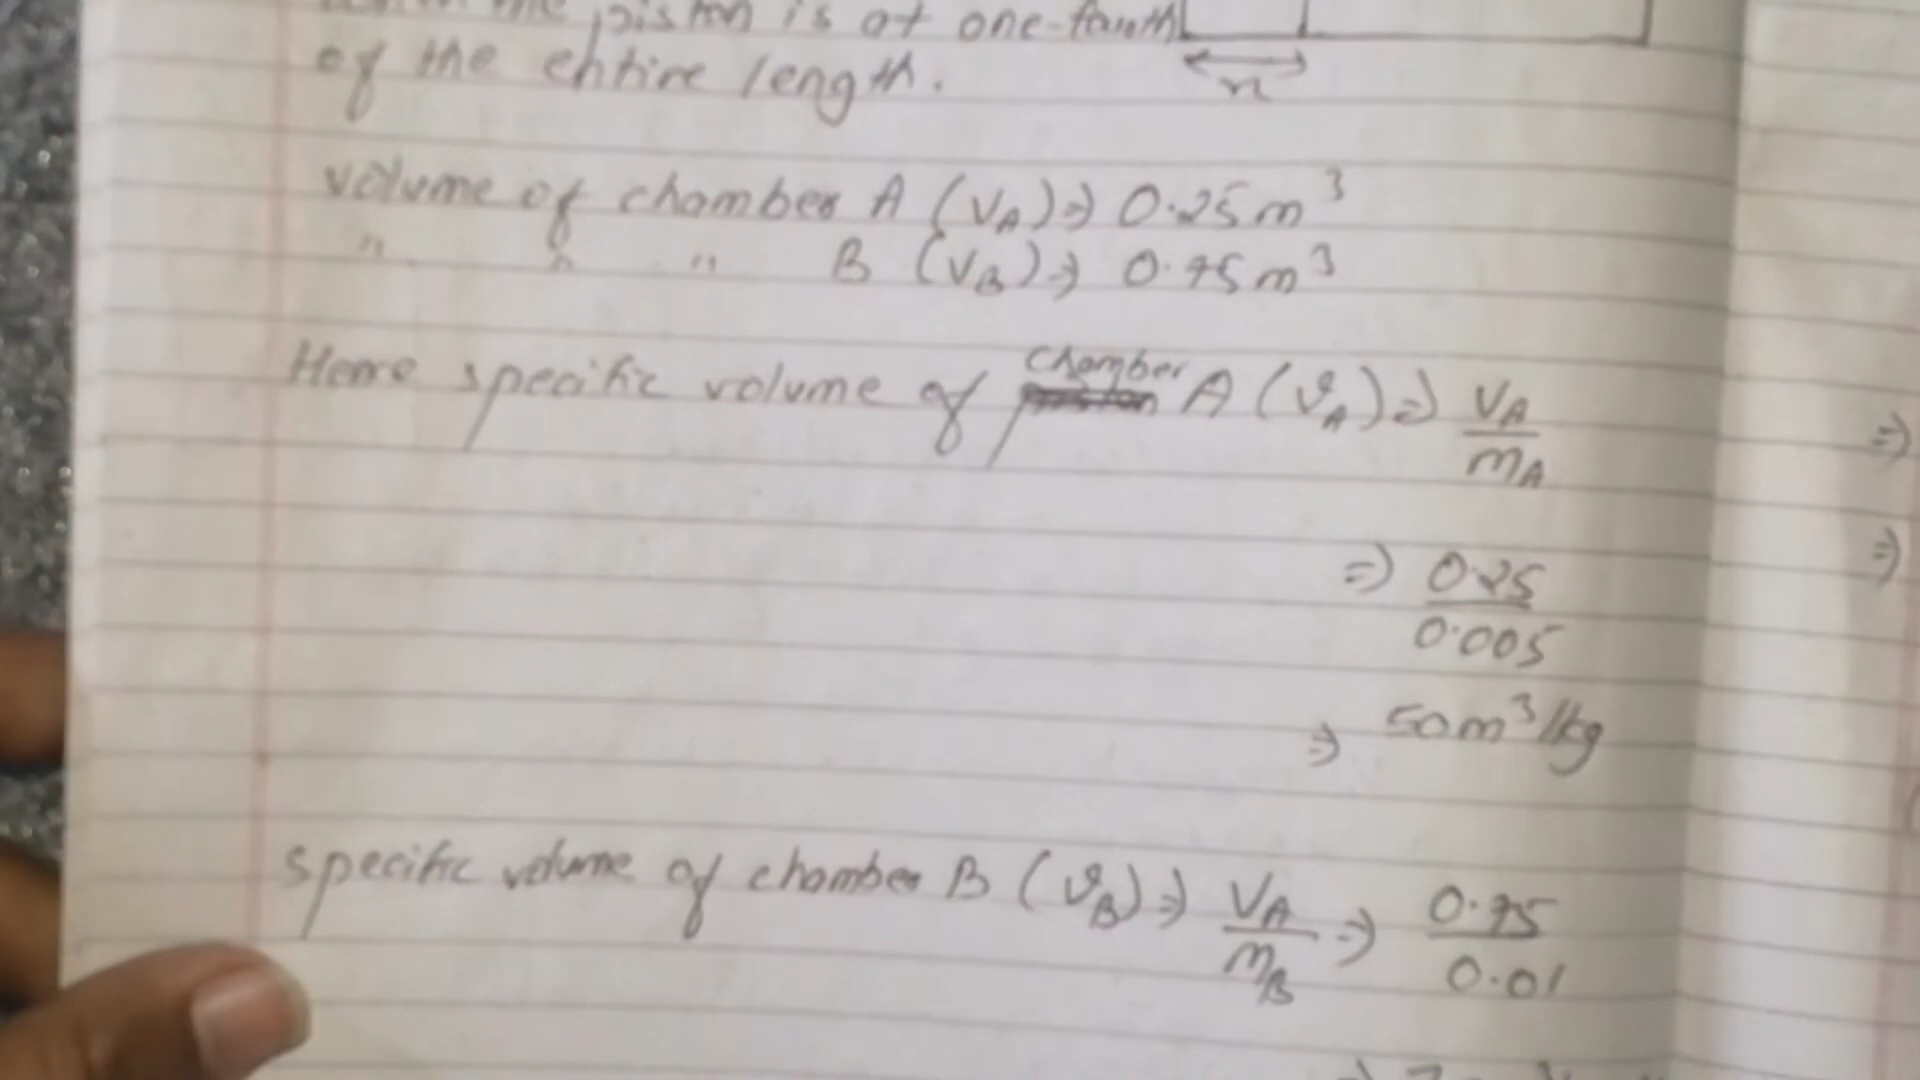 the piston is at one-fourth
of the entire length.
x
volume of chamber A (VA) ⇒ 0.25 m³
" " " B (VB) ⇒ 0.75 m³
Here specific volume of chamber A (vA) ⇒ VA/mA
⇒ 0.25/0.005
⇒ 50 m³/kg
specific volume of chamber B (vB) ⇒ VA/mB ⇒ 0.75/0.01
⇒
⇒